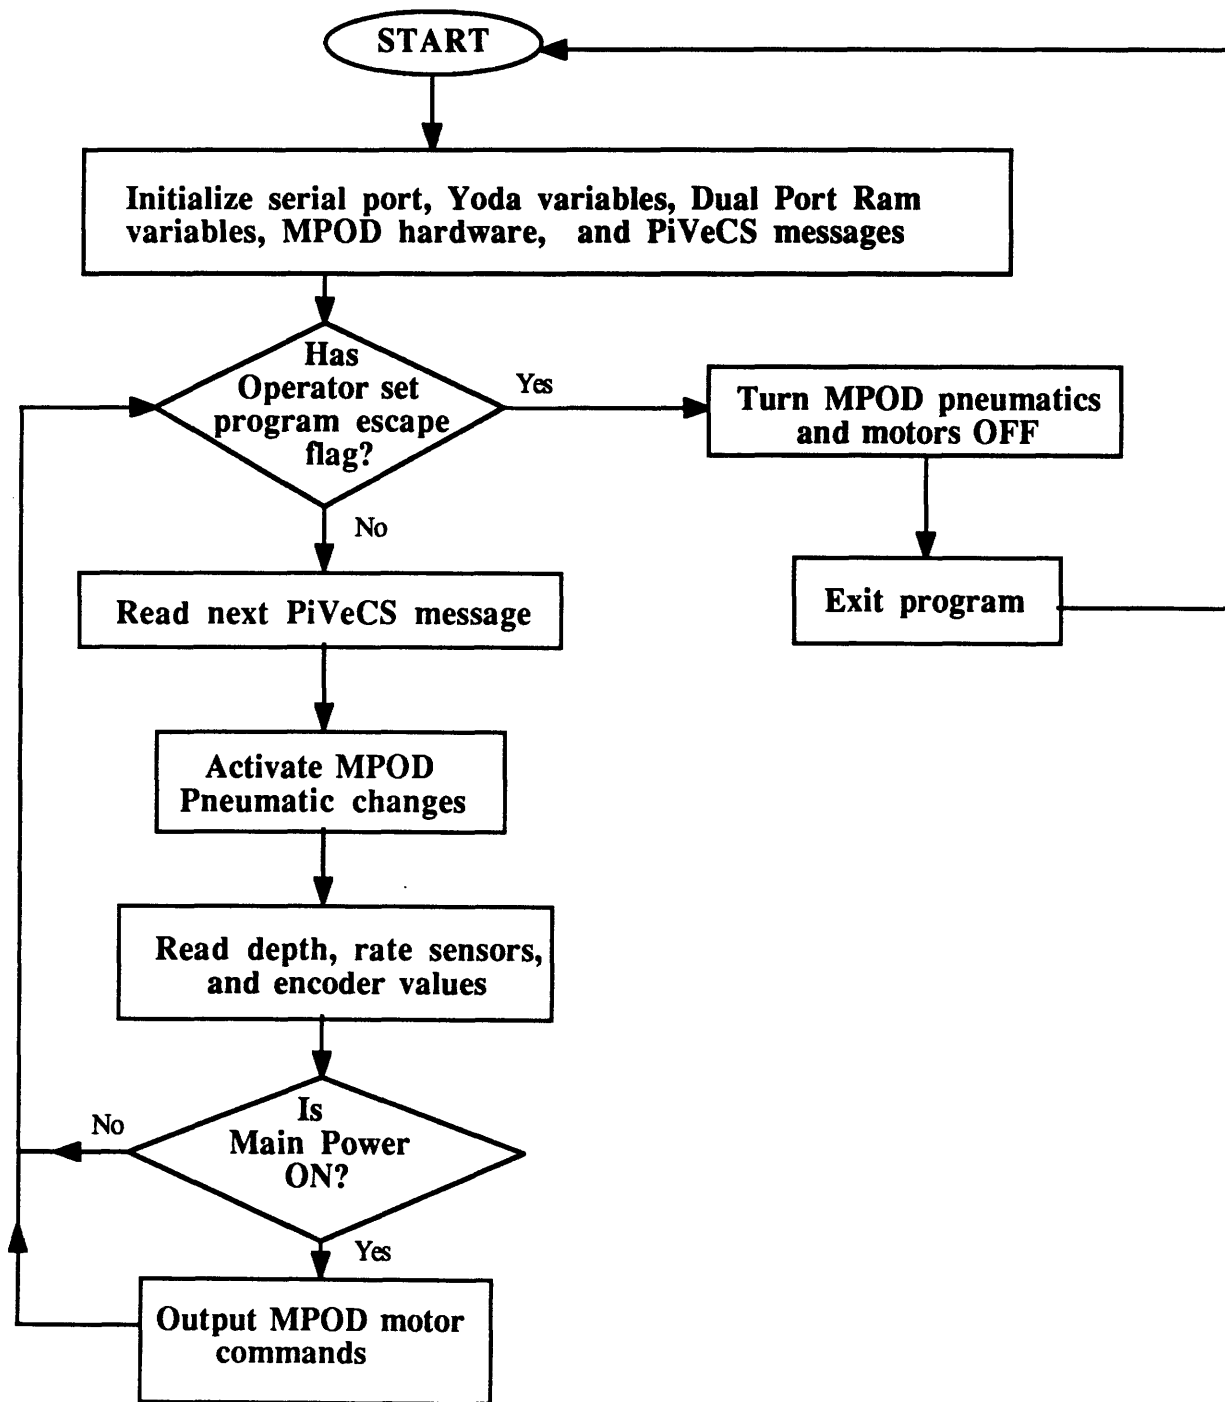 START
Initialize serial port, Yoda variables, Dual Port Ram
variables, MPOD hardware, and PiVeCS messages
Has
Operator set
program escape
flag?
Yes
Turn MPOD pneumatics
and motors OFF
No
Exit program
Read next PiVeCS message
Activate MPOD
Pneumatic changes
Read depth, rate sensors,
and encoder values
Is
Main Power
ON?
No
Yes
Output MPOD motor
commands